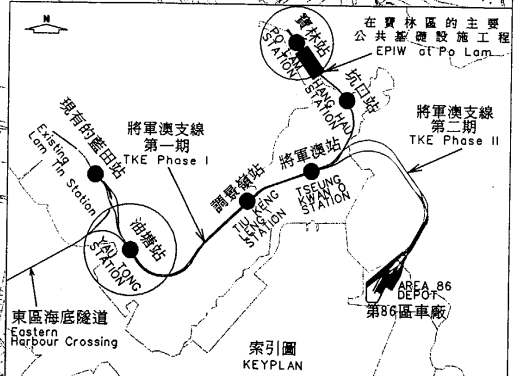 寶林站
PO LAM
STATION
在寶林區的主要
公共基礎設施工程
EPIW at Po Lam
坑口站
HANG HAU
STATION
現有的藍田站
Existing
Lam Tin Station
將軍澳支線
第一期
TKE Phase I
將軍澳支線
第二期
TKE Phase II
將軍澳站
TSEUNG
KWAN O
STATION
調景嶺站
TIU KENG
LENG
STATION
油塘站
YAU TONG
STATION
AREA 86
DEPOT
第86區車廠
東區海底隧道
Eastern
Harbour Crossing
索引圖
KEYPLAN